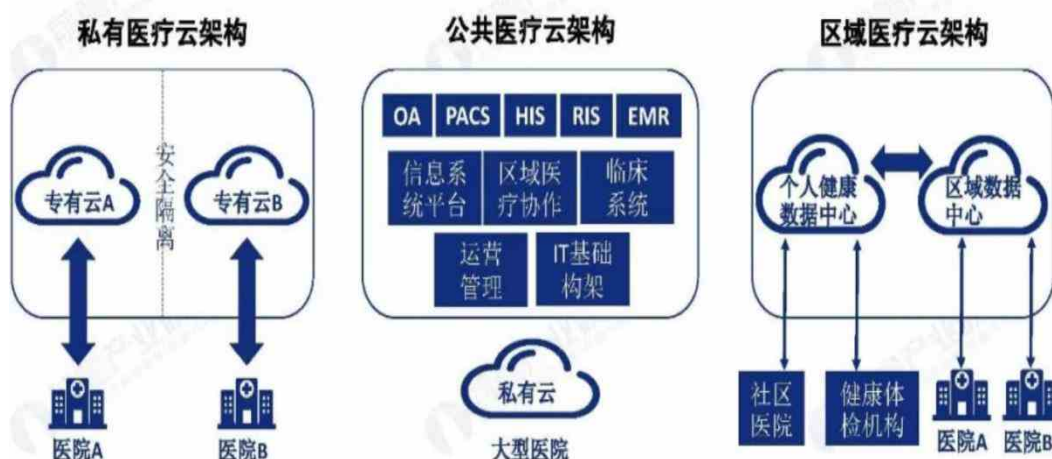 私有医疗云架构
公共医疗云架构
区域医疗云架构
专有云A
安全隔离
专有云B
医院A
医院B
OA
PACS
HIS
RIS
EMR
信息系
统平台
区域医
疗协作
临床
系统
运营
管理
IT基础
构架
私有云
大型医院
个人健康
数据中心
区域数据
中心
社区
医院
健康体
检机构
医院A
医院B